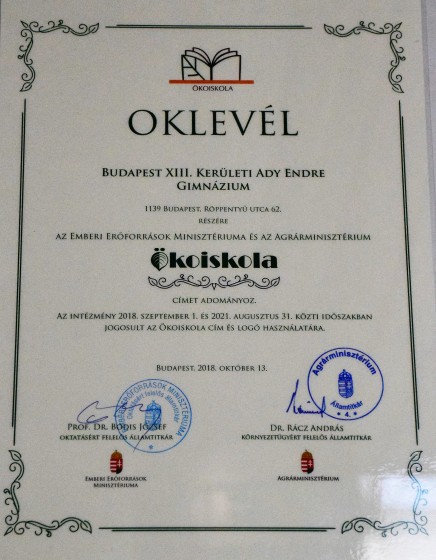 ÖKOISKOLA
OKLEVÉL
BUDAPEST XIII. KERÜLETI ADY ENDRE
GIMNÁZIUM
1139 BUDAPEST, RÖPPENTYŰ UTCA 62.
RÉSZÉRE
AZ EMBERI ERŐFORRÁSOK MINISZTÉRIUMA ÉS AZ AGRÁRMINISZTÉRIUM
Ökoiskola
CÍMET ADOMÁNYOZ.
AZ INTÉZMÉNY 2018. SZEPTEMBER 1. ÉS 2021. AUGUSZTUS 31. KÖZTI IDŐSZAKBAN
JOGOSULT AZ ÖKOISKOLA CÍM ÉS LOGÓ HASZNÁLATÁRA.
BUDAPEST, 2018. OKTÓBER 13.
Agrárminisztérium
Államtitkár
4.
PROF. DR. BÓDIS JÓZSEF
OKTATÁSÉRT FELELŐS ÁLLAMTITKÁR
DR. RÁCZ ANDRÁS
KÖRNYEZETÜGYÉRT FELELŐS ÁLLAMTITKÁR
EMBERI ERŐFORRÁSOK
MINISZTÉRIUMA
AGRÁRMINISZTÉRIUM